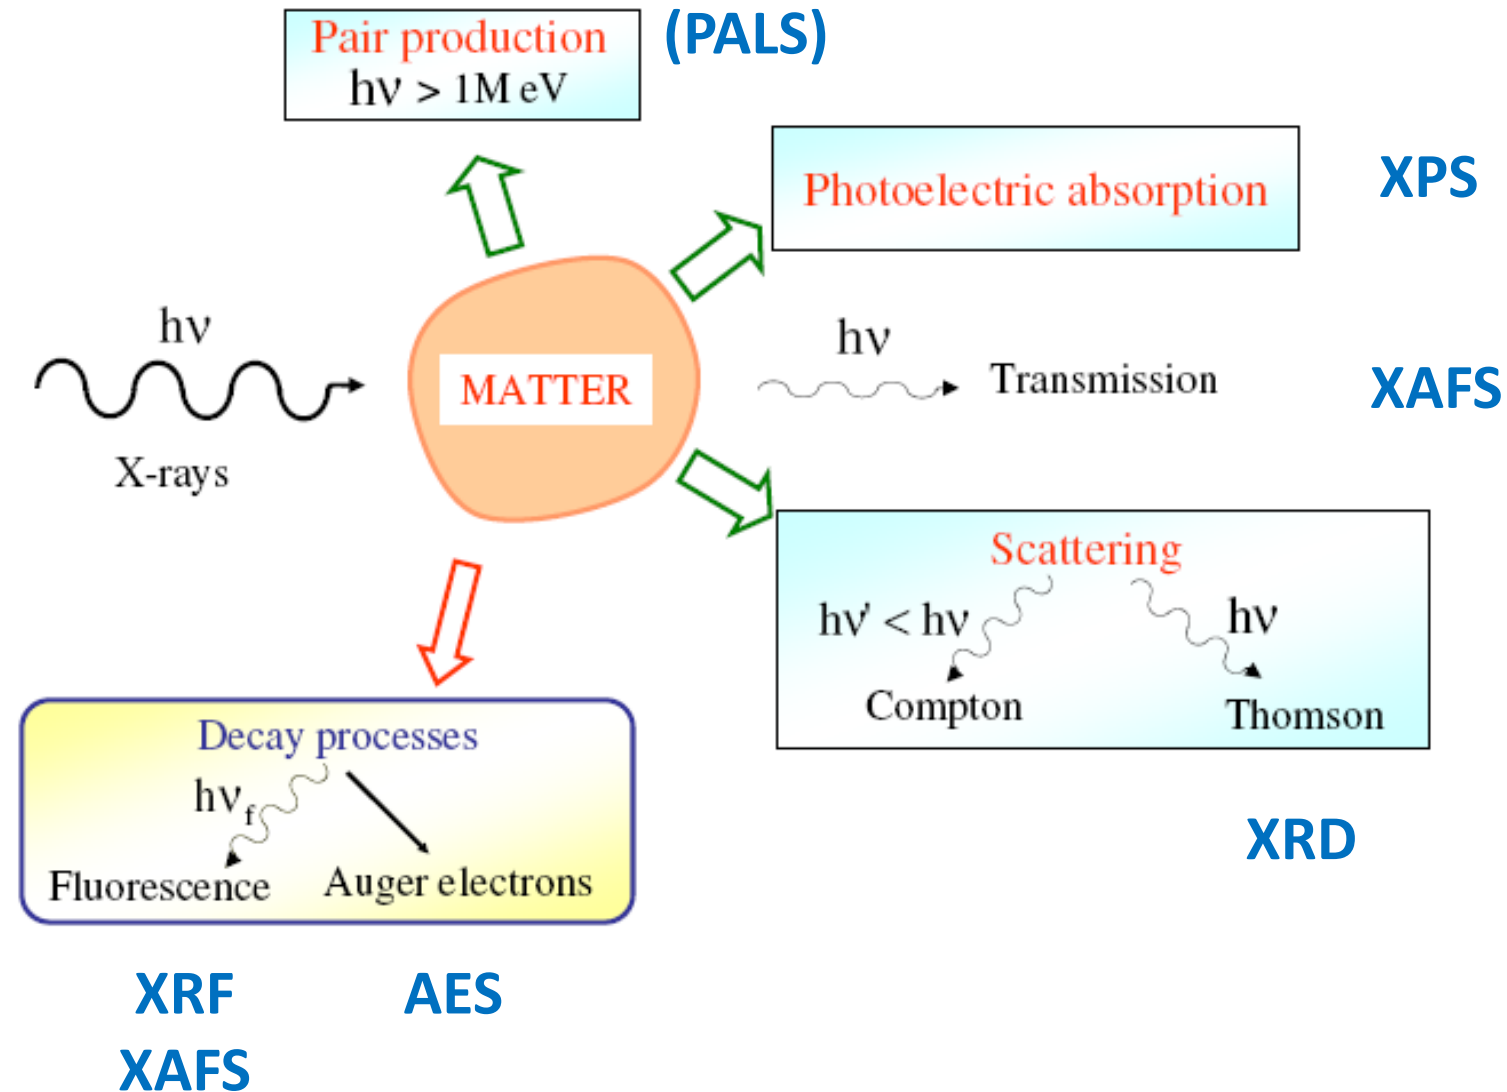 Pair production
hν > 1M eV
(PALS)
Photoelectric absorption
XPS
hν
X-rays
MATTER
hν
Transmission
XAFS
Scattering
hν' < hν
hν
Compton
Thomson
XRD
Decay processes
hνf
Fluorescence
Auger electrons
XRF
AES
XAFS